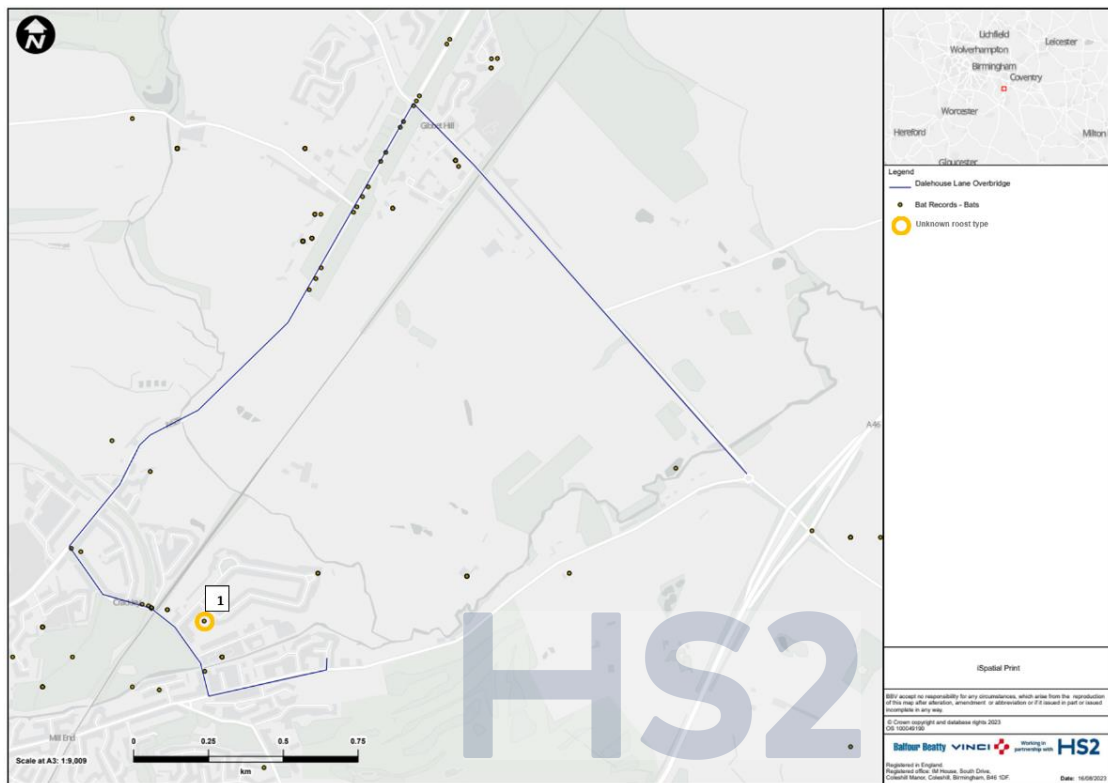 N
Gibbet Hill
A46
1
Mill End
Scale at A3: 1:9,009
0 0.25 0.5 0.75
km
HS2
Lichfield
Leicester
Wolverhampton
Birmingham
Coventry
Worcester
Hereford
Milton
Gloucester
Legend
Dalehouse Lane Overbridge
Bat Records - Bats
Unknown roost type
iSpatial Print
BBV accept no responsibility for any circumstances, which arise from the reproduction
of this map after alteration, amendment or abbreviation or if it issued in part or issued
incomplete in any way.
© Crown copyright and database rights 2023
OS 100049190
Balfour Beatty VINCI Working in
partnership with HS2
Registered in England.
Registered office: IM House, South Drive,
Coleshill Manor, Coleshill, Birmingham, B46 1DF.
Date: 16/08/2023